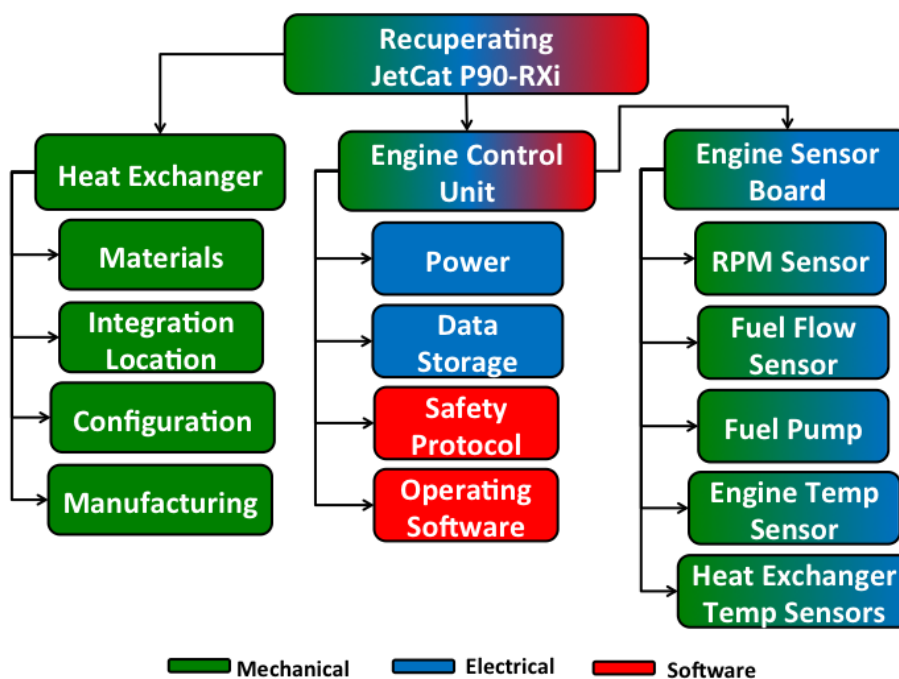 Recuperating
JetCat P90-RXi
Heat Exchanger
Materials
Integration
Location
Configuration
Manufacturing
Engine Control
Unit
Power
Data
Storage
Safety
Protocol
Operating
Software
Engine Sensor
Board
RPM Sensor
Fuel Flow
Sensor
Fuel Pump
Engine Temp
Sensor
Heat Exchanger
Temp Sensors
Mechanical
Electrical
Software